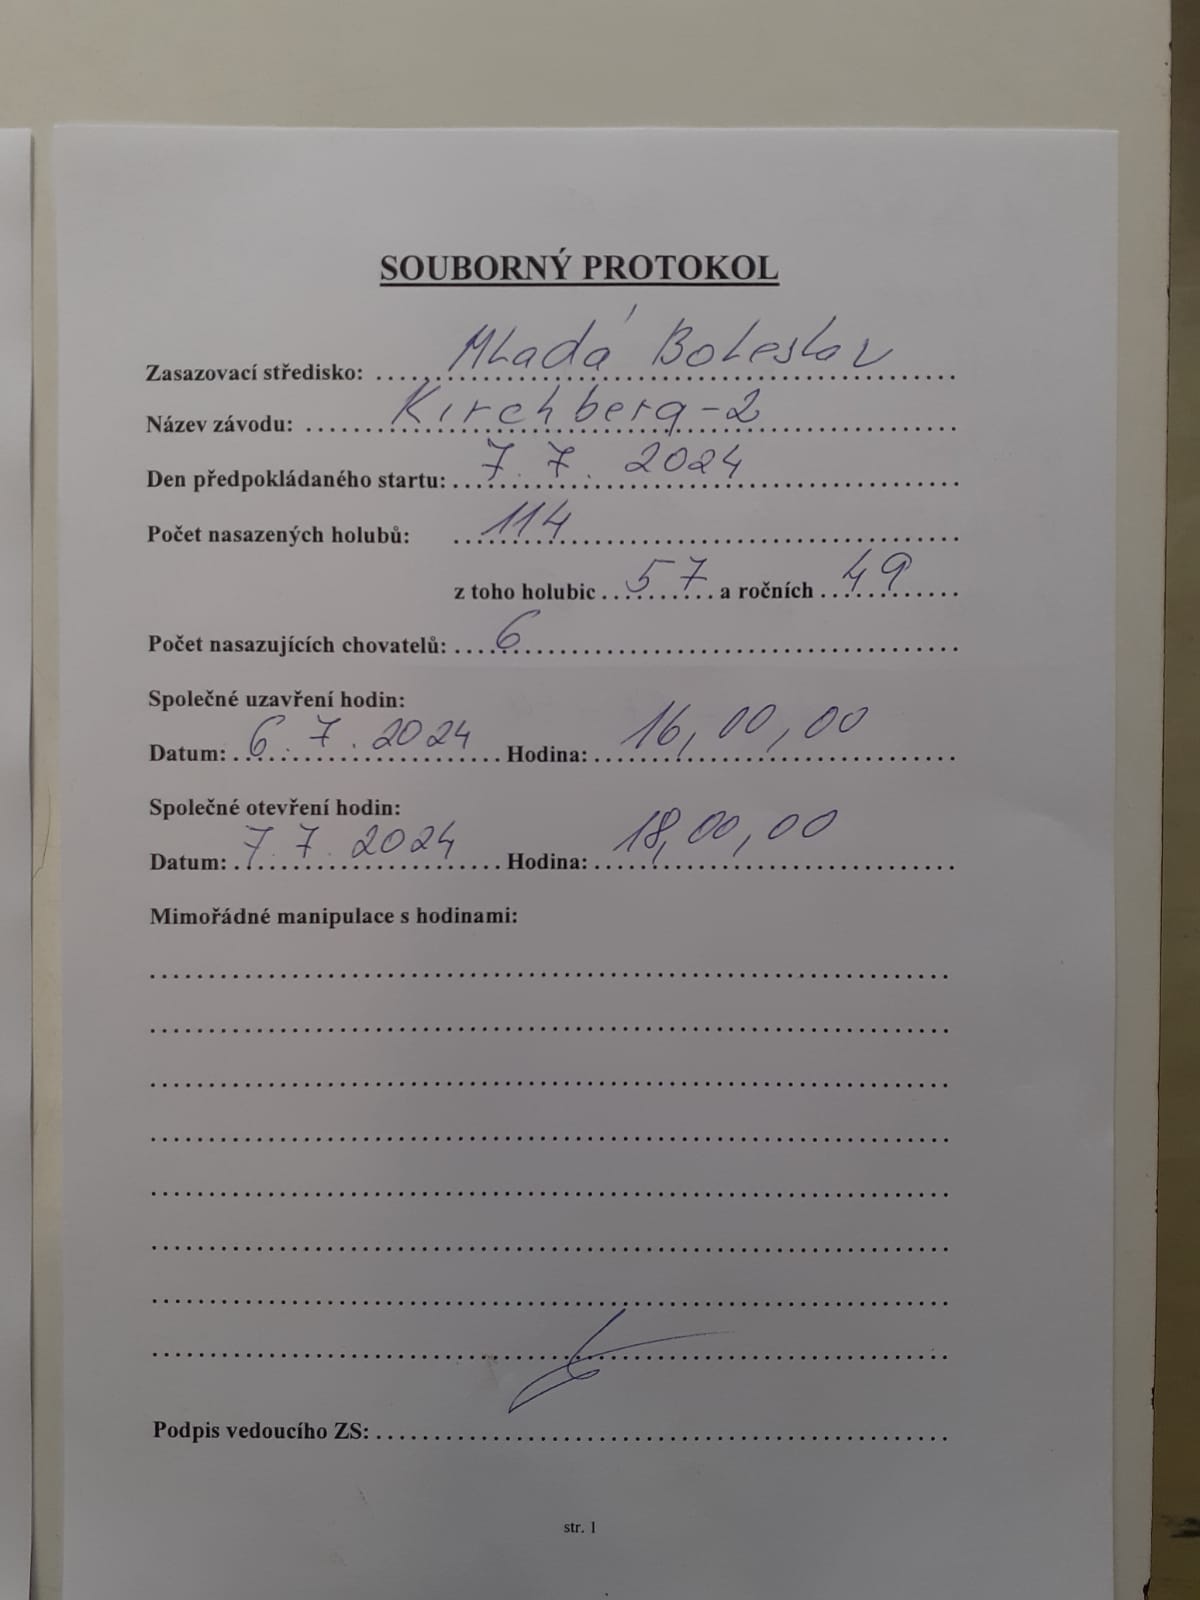 SOUBORNÝ PROTOKOL
Zasazovací středisko: Mladá Boleslav
Název závodu: Kirchberg-2
Den předpokládaného startu: 7. 7. 2024
Počet nasazených holubů: 114
z toho holubic 57 a ročních 49
Počet nasazujících chovatelů: 6
Společné uzavření hodin:
Datum: 6. 7. 2024 Hodina: 16,00,00
Společné otevření hodin:
Datum: 7. 7. 2024 Hodina: 18,00,00
Mimořádné manipulace s hodinami:
Podpis vedoucího ZS:
str. 1